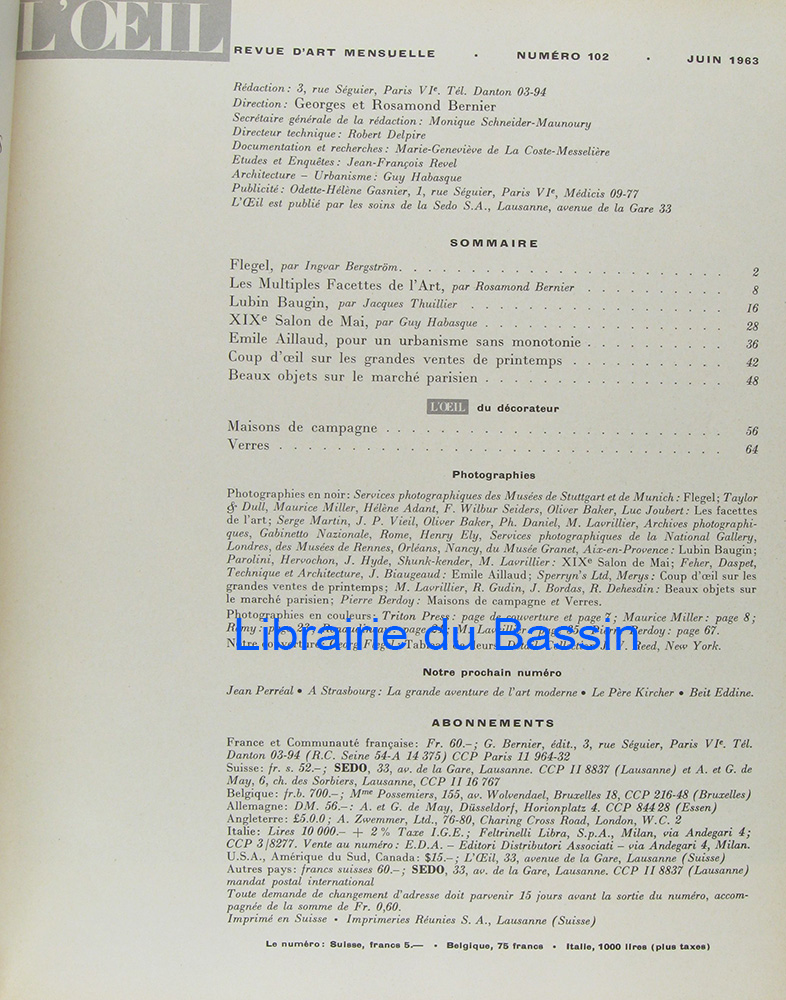 L'ŒIL
REVUE D'ART MENSUELLE · NUMÉRO 102 · JUIN 1963
Rédaction: 3, rue Séguier, Paris VIe. Tél. Danton 03-94
Direction: Georges et Rosamond Bernier
Secrétaire générale de la rédaction: Monique Schneider-Maunoury
Directeur technique: Robert Delpire
Documentation et recherches: Marie-Geneviève de La Coste-Messelière
Etudes et Enquêtes: Jean-François Revel
Architecture – Urbanisme: Guy Habasque
Publicité: Odette-Hélène Gasnier, 1, rue Séguier, Paris VIe, Médicis 09-77
L'Œil est publié par les soins de la Sedo S.A., Lausanne, avenue de la Gare 33
SOMMAIRE
Flegel, par Ingvar Bergström. . . . . . . . . . . . . . . . . . . . . . . 2
Les Multiples Facettes de l'Art, par Rosamond Bernier . . . . . . . . . . 8
Lubin Baugin, par Jacques Thuillier . . . . . . . . . . . . . . . . . . 16
XIXe Salon de Mai, par Guy Habasque . . . . . . . . . . . . . . . . . 28
Emile Aillaud, pour un urbanisme sans monotonie . . . . . . . . . . 36
Coup d'œil sur les grandes ventes de printemps . . . . . . . . . . . 42
Beaux objets sur le marché parisien . . . . . . . . . . . . . . . . . 48
L'ŒIL du décorateur
Maisons de campagne . . . . . . . . . . . . . . . . . . . . . . . 56
Verres . . . . . . . . . . . . . . . . . . . . . . . . . . . . . . 64
Photographies
Photographies en noir: Services photographiques des Musées de Stuttgart et de Munich: Flegel; Taylor
& Dull, Maurice Miller, Hélène Adant, F. Wilbur Seiders, Oliver Baker, Luc Joubert: Les facettes
de l'art; Serge Martin, J. P. Vieil, Oliver Baker, Ph. Daniel, M. Lavrillier, Archives photographi-
ques, Gabinetto Nazionale, Rome, Henry Ely, Services photographiques de la National Gallery,
Londres, des Musées de Rennes, Orléans, Nancy, du Musée Granet, Aix-en-Provence: Lubin Baugin;
Parolini, Hervochon, J. Hyde, Shunk-kender, M. Lavrillier: XIXe Salon de Mai; Feher, Daspet,
Technique et Architecture, J. Biaugeaud: Emile Aillaud; Sperryn's Ltd, Merys: Coup d'œil sur les
grandes ventes de printemps; M. Lavrillier, R. Gudin, J. Bordas, R. Dehesdin: Beaux objets sur
le marché parisien; Pierre Berdoy: Maisons de campagne et Verres.
Photographies en couleurs: Triton Press: page de couverture et page 7; Maurice Miller: page 8;
page 67.
Reed, New York.
Librairie du Bassin
Notre prochain numéro
Jean Perréal • A Strasbourg: La grande aventure de l'art moderne • Le Père Kircher • Beit Eddine.
ABONNEMENTS
France et Communauté française: Fr. 60.–; G. Bernier, édit., 3, rue Séguier, Paris VIe. Tél.
Danton 03-94 (R.C. Seine 54-A 14 375) CCP Paris 11 964-32
Suisse: fr. s. 52.–; SEDO, 33, av. de la Gare, Lausanne. CCP II 8837 (Lausanne) et A. et G. de
May, 6, ch. des Sorbiers, Lausanne, CCP II 16 767
Belgique: fr.b. 700.–; Mme Possemiers, 155, av. Wolvendael, Bruxelles 18, CCP 216-48 (Bruxelles)
Allemagne: DM. 56.–: A. et G. de May, Düsseldorf, Horionplatz 4. CCP 844 28 (Essen)
Angleterre: £5.0.0; A. Zwemmer, Ltd., 76-80, Charing Cross Road, London, W.C. 2
Italie: Lires 10 000.– + 2 % Taxe I.G.E.; Feltrinelli Libra, S.p.A., Milan, via Andegari 4;
CCP 3/8277. Vente au numéro: E.D.A. – Editori Distributori Associati – via Andegari 4, Milan.
U.S.A., Amérique du Sud, Canada: $15.–; L'Œil, 33, avenue de la Gare, Lausanne (Suisse)
Autres pays: francs suisses 60.–; SEDO, 33, av. de la Gare, Lausanne. CCP II 8837 (Lausanne)
mandat postal international
Toute demande de changement d'adresse doit parvenir 15 jours avant la sortie du numéro, accom-
pagnée de la somme de Fr. 0,60.
Imprimé en Suisse • Imprimeries Réunies S. A., Lausanne (Suisse)
Le numéro: Suisse, francs 5.— • Belgique, 75 francs • Italie, 1000 lires (plus taxes)